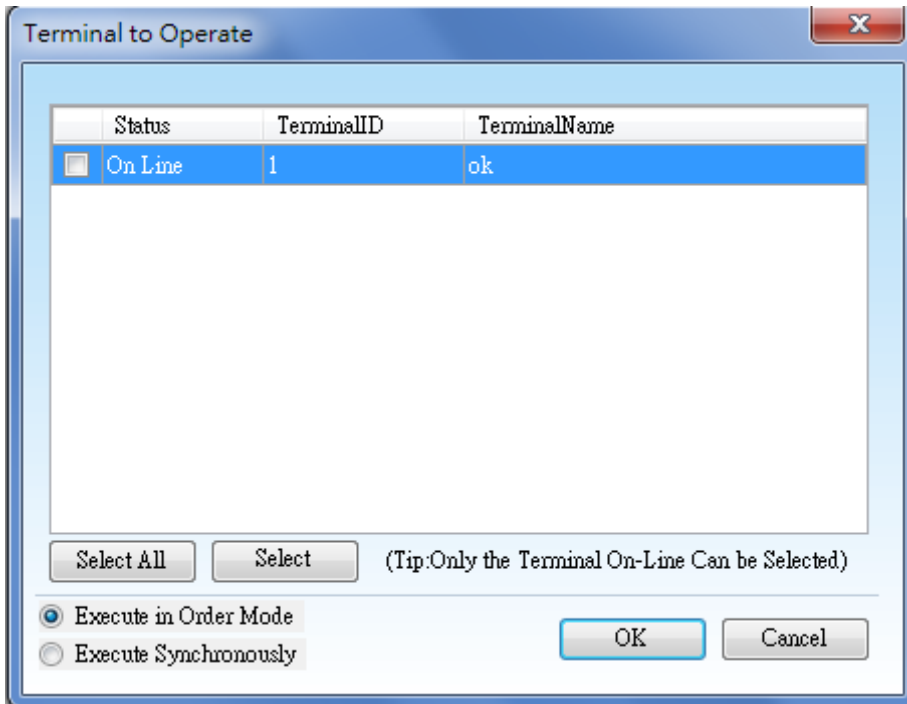 Terminal to Operate
Status TerminalID TerminalName
On Line 1 ok
Select All Select (Tip:Only the Terminal On-Line Can be Selected)
Execute in Order Mode
OK Cancel
Execute Synchronously